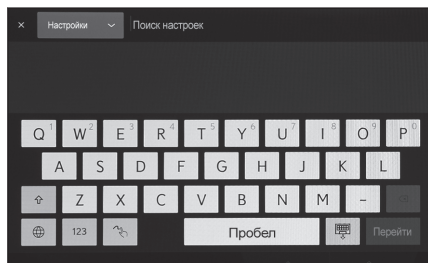 × Настройки Поиск настроек
Q 1 W 2 E 3 R 4 T 5 Y 6 U 7 I 8 O 9 P 0
A S D F G H J K L
Z X C V B N M –
123 Пробел Перейти